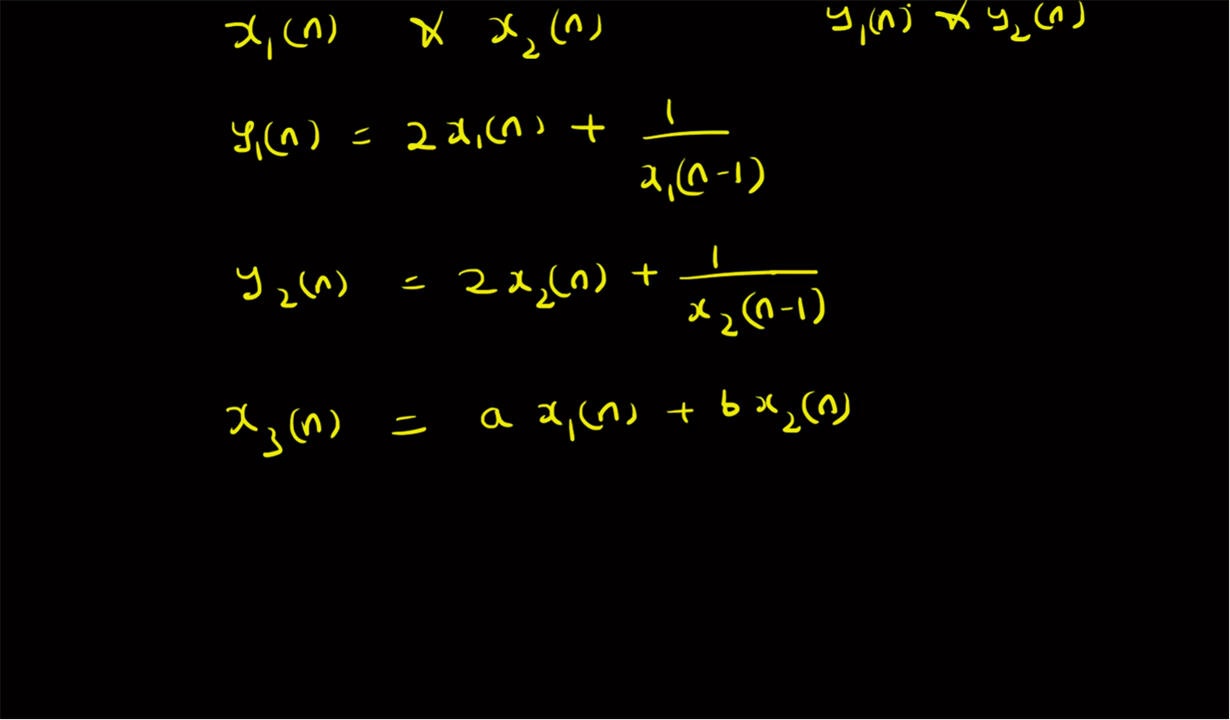 x₁(n) & x₂(n) y₁(n) & y₂(n)
y₁(n) = 2x₁(n) + 1/x₁(n-1)
y₂(n) = 2x₂(n) + 1/x₂(n-1)
x₃(n) = a x₁(n) + b x₂(n)